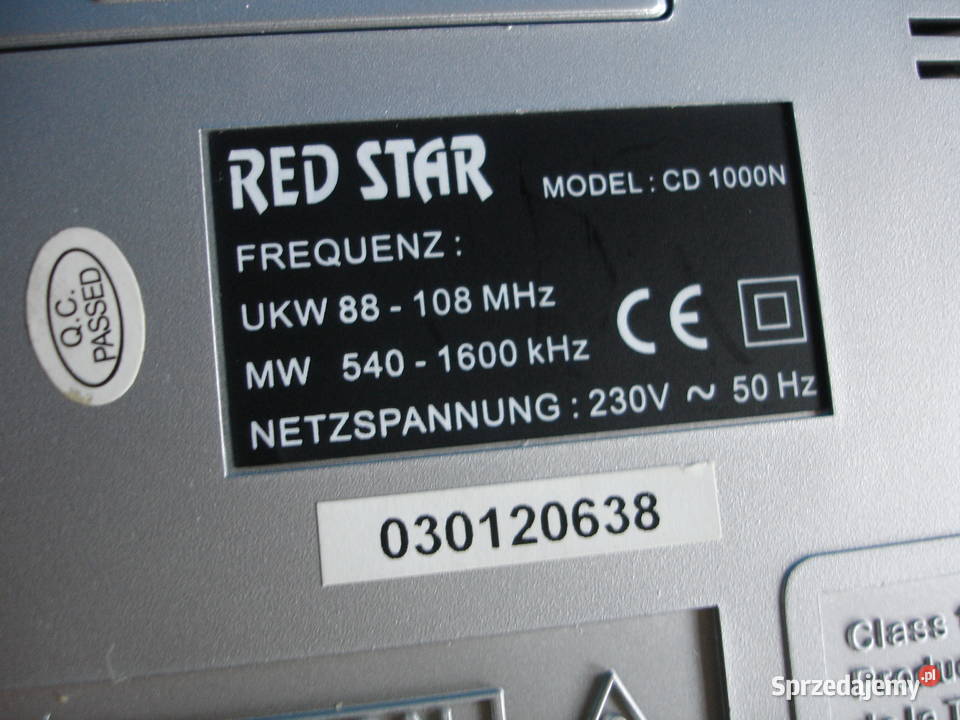 RED STAR MODEL : CD 1000N
FREQUENZ :
UKW 88 - 108 MHz
MW 540 - 1600 kHz
NETZSPANNUNG : 230V ~ 50 Hz
CE
Q.C.
PASSED
030120638
Class
Sprzedajemy.pl